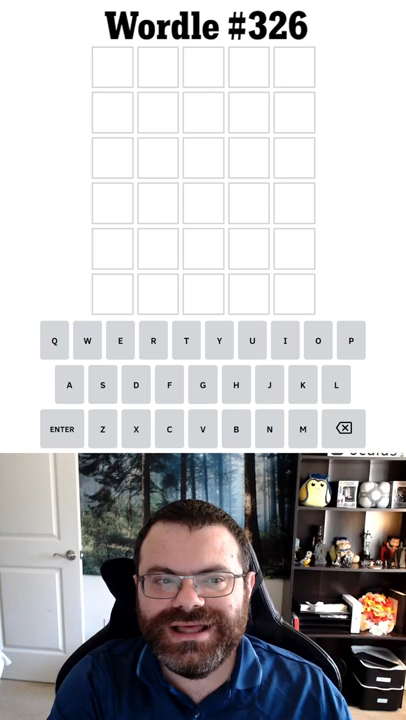 Wordle #326
Q W E R T Y U I O P
A S D F G H J K L
ENTER Z X C V B N M